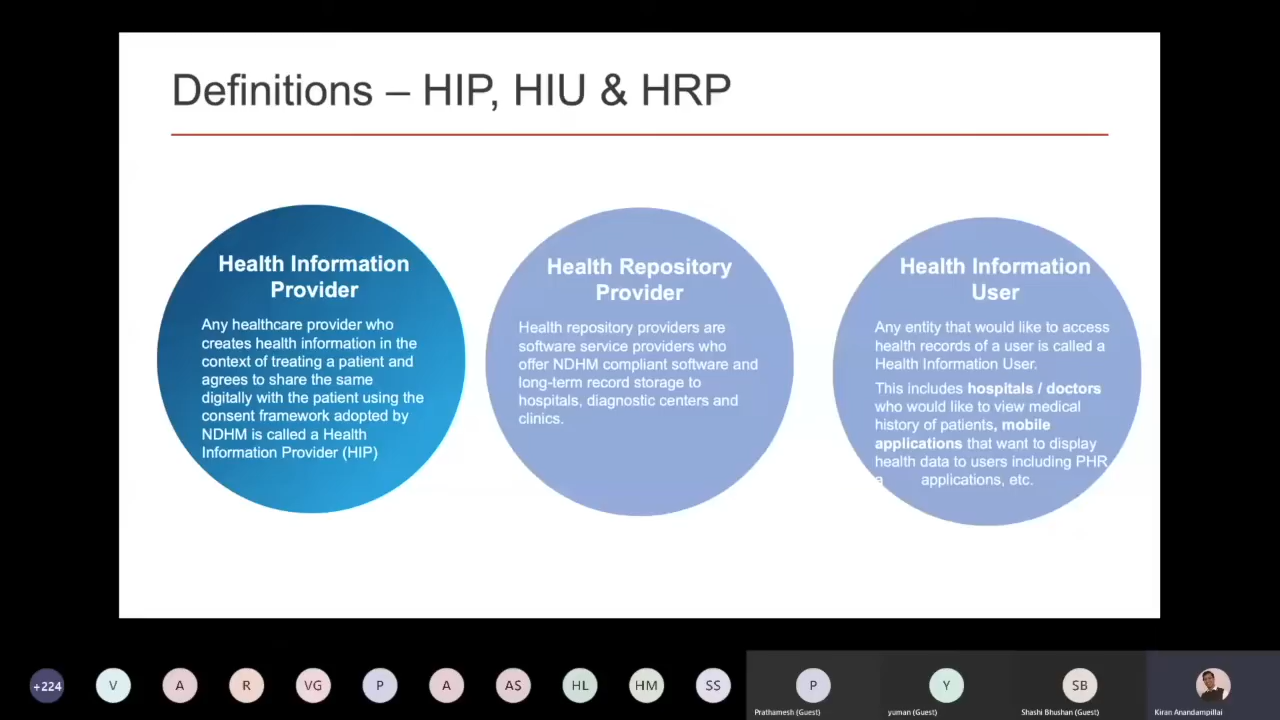 Definitions – HIP, HIU & HRP
Health Information
Provider
Any healthcare provider who
creates health information in the
context of treating a patient and
agrees to share the same
digitally with the patient using the
consent framework adopted by
NDHM is called a Health
Information Provider (HIP)
Health Repository
Provider
Health repository providers are
software service providers who
offer NDHM compliant software and
long-term record storage to
hospitals, diagnostic centers and
clinics.
Health Information
User
Any entity that would like to access
health records of a user is called a
Health Information User.
This includes hospitals / doctors
who would like to view medical
history of patients, mobile
applications that want to display
health data to users including PHR
a applications, etc.
+224
V
A
R
VG
P
A
AS
HL
HM
SS
P
Y
SB
Prathamesh (Guest)
yuman (Guest)
Shashi Bhushan (Guest)
Kiran Anandampillai